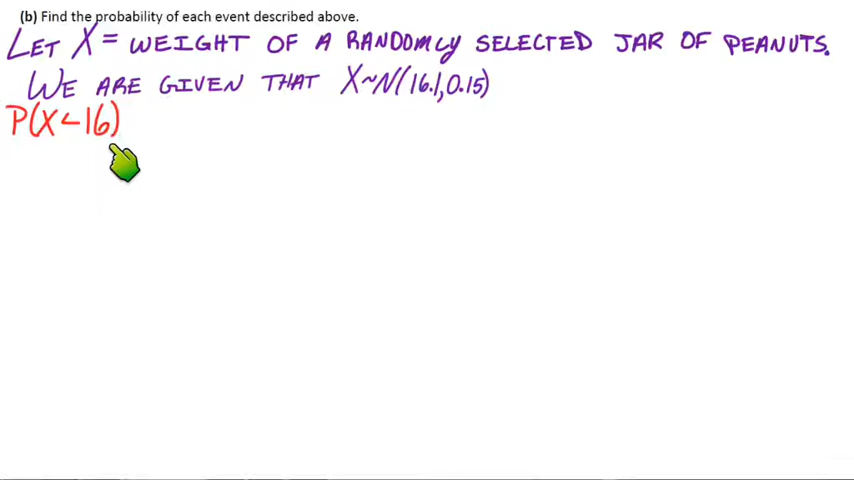 (b) Find the probability of each event described above.
LET X = WEIGHT OF A RANDOMLY SELECTED JAR OF PEANUTS.
WE ARE GIVEN THAT X~N(16.1,0.15)
P(X<16)